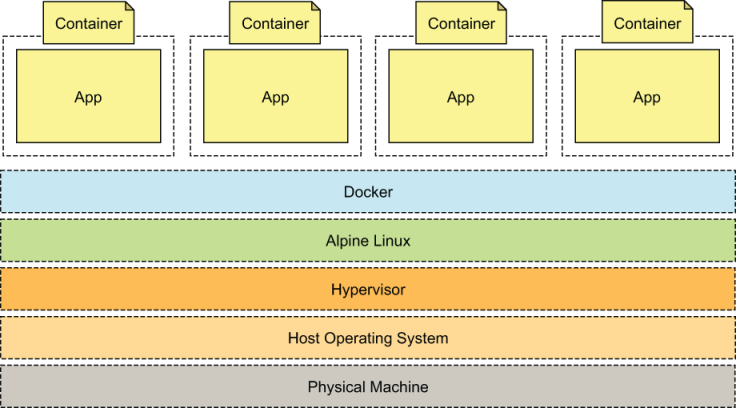 Container Container Container Container
App App App App
Docker
Alpine Linux
Hypervisor
Host Operating System
Physical Machine